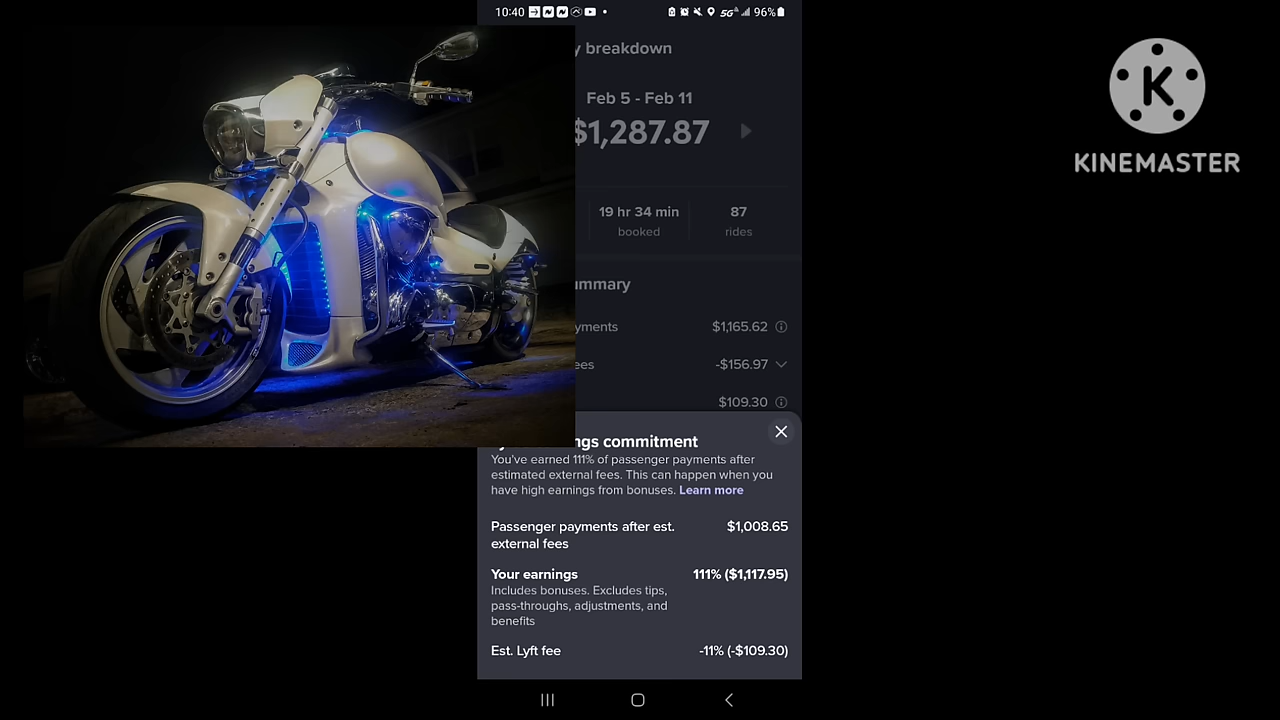 10:40
5G
96%
y breakdown
Feb 5 - Feb 11
$1,287.87
19 hr 34 min
87
booked
rides
ummary
yments
$1,165.62
ees
-$156.97
$109.30
ngs commitment
You've earned 111% of passenger payments after
estimated external fees. This can happen when you
have high earnings from bonuses. Learn more
Passenger payments after est.
$1,008.65
external fees
Your earnings
111% ($1,117.95)
Includes bonuses. Excludes tips,
pass-throughs, adjustments, and
benefits
Est. Lyft fee
-11% (-$109.30)
K
KINEMASTER